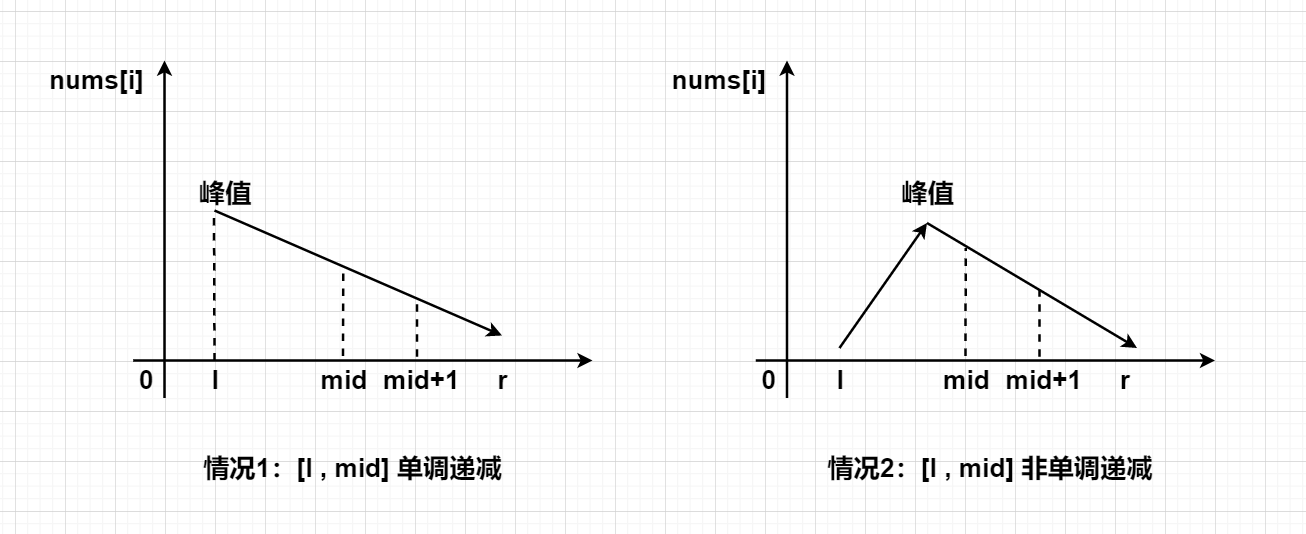 nums[i]
峰值
0 l mid mid+1 r
情况1：[l , mid] 单调递减
nums[i]
峰值
0 l mid mid+1 r
情况2：[l , mid] 非单调递减